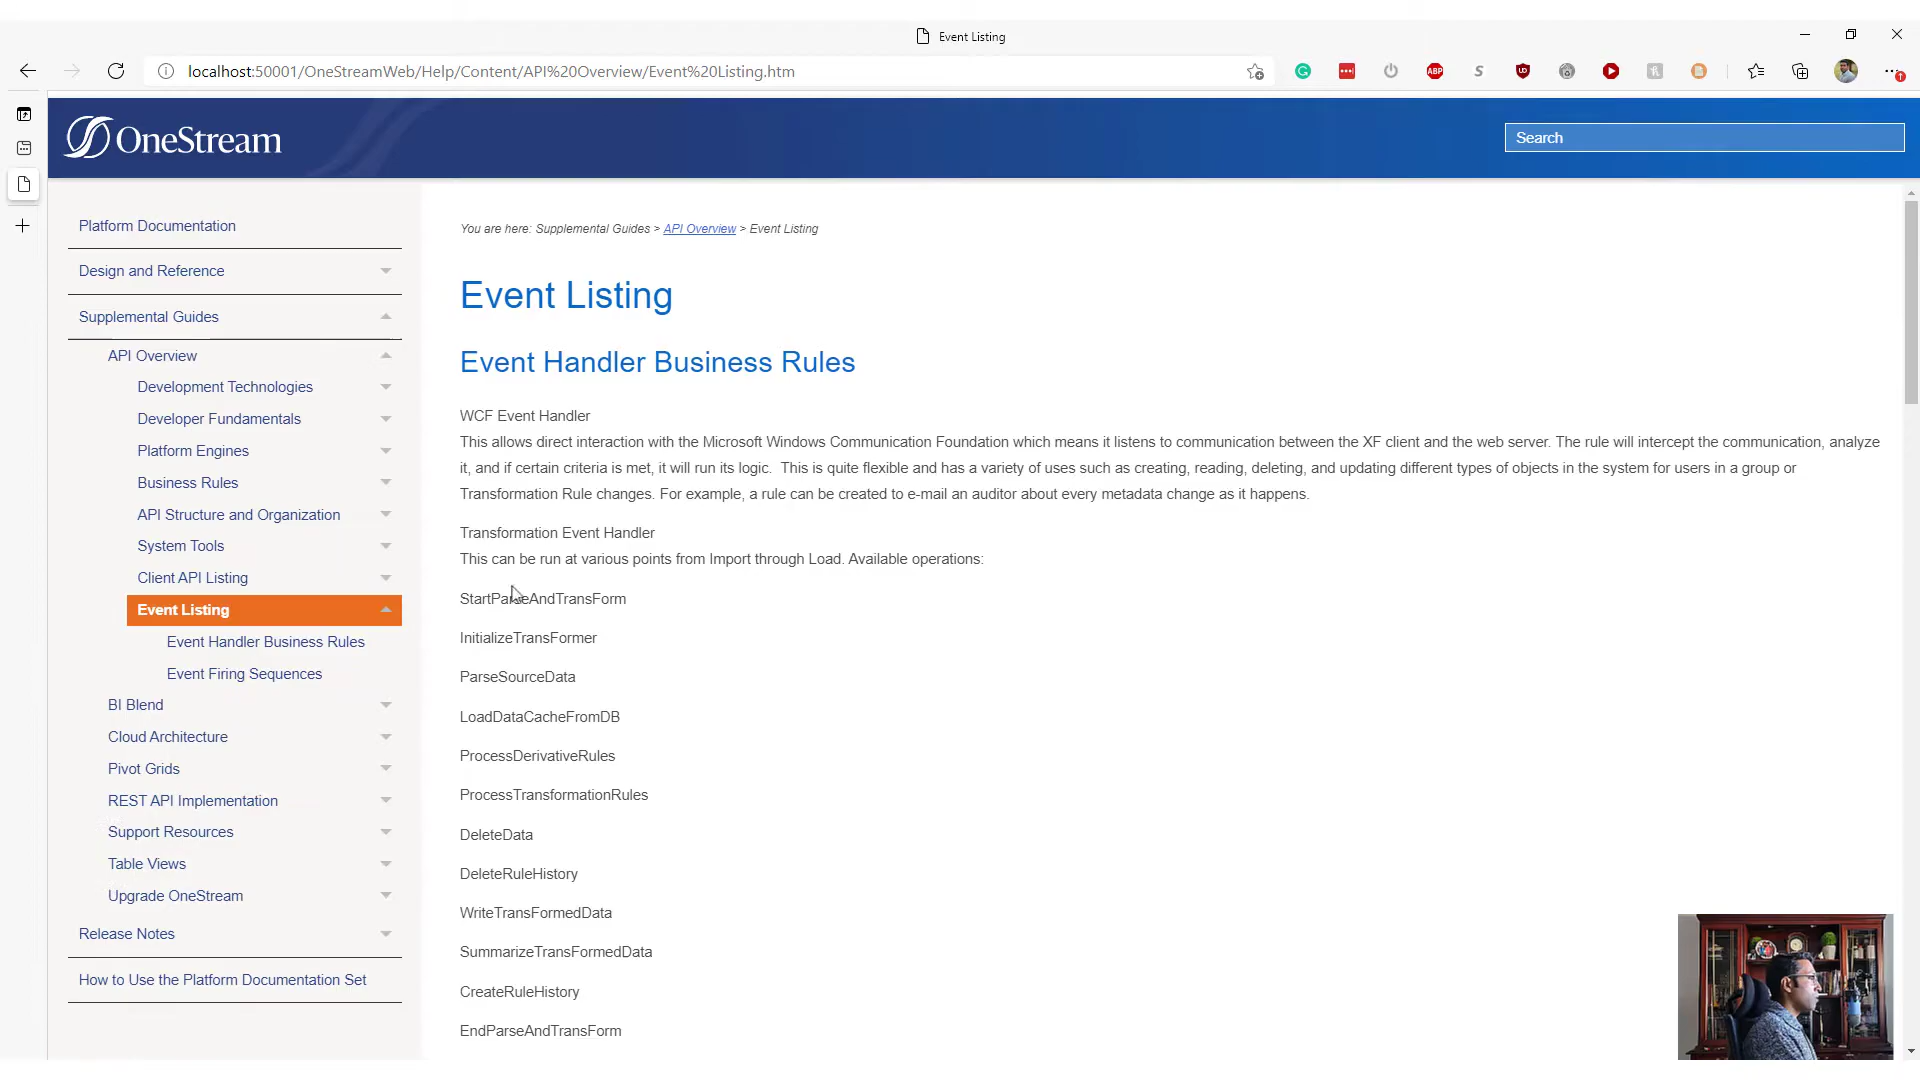 Event Listing
localhost:50001/OneStreamWeb/Help/Content/API%20Overview/Event%20Listing.htm
ABP
OneStream
Search
Platform Documentation
Design and Reference
Supplemental Guides
API Overview
Development Technologies
Developer Fundamentals
Platform Engines
Business Rules
API Structure and Organization
System Tools
Client API Listing
Event Listing
Event Handler Business Rules
Event Firing Sequences
BI Blend
Cloud Architecture
Pivot Grids
REST API Implementation
Support Resources
Table Views
Upgrade OneStream
Release Notes
How to Use the Platform Documentation Set
You are here: Supplemental Guides > API Overview > Event Listing
Event Listing
Event Handler Business Rules
WCF Event Handler
This allows direct interaction with the Microsoft Windows Communication Foundation which means it listens to communication between the XF client and the web server. The rule will intercept the communication, analyze
it, and if certain criteria is met, it will run its logic. This is quite flexible and has a variety of uses such as creating, reading, deleting, and updating different types of objects in the system for users in a group or
Transformation Rule changes. For example, a rule can be created to e-mail an auditor about every metadata change as it happens.
Transformation Event Handler
This can be run at various points from Import through Load. Available operations:
StartParseAndTransForm
InitializeTransFormer
ParseSourceData
LoadDataCacheFromDB
ProcessDerivativeRules
ProcessTransformationRules
DeleteData
DeleteRuleHistory
WriteTransFormedData
SummarizeTransFormedData
CreateRuleHistory
EndParseAndTransForm